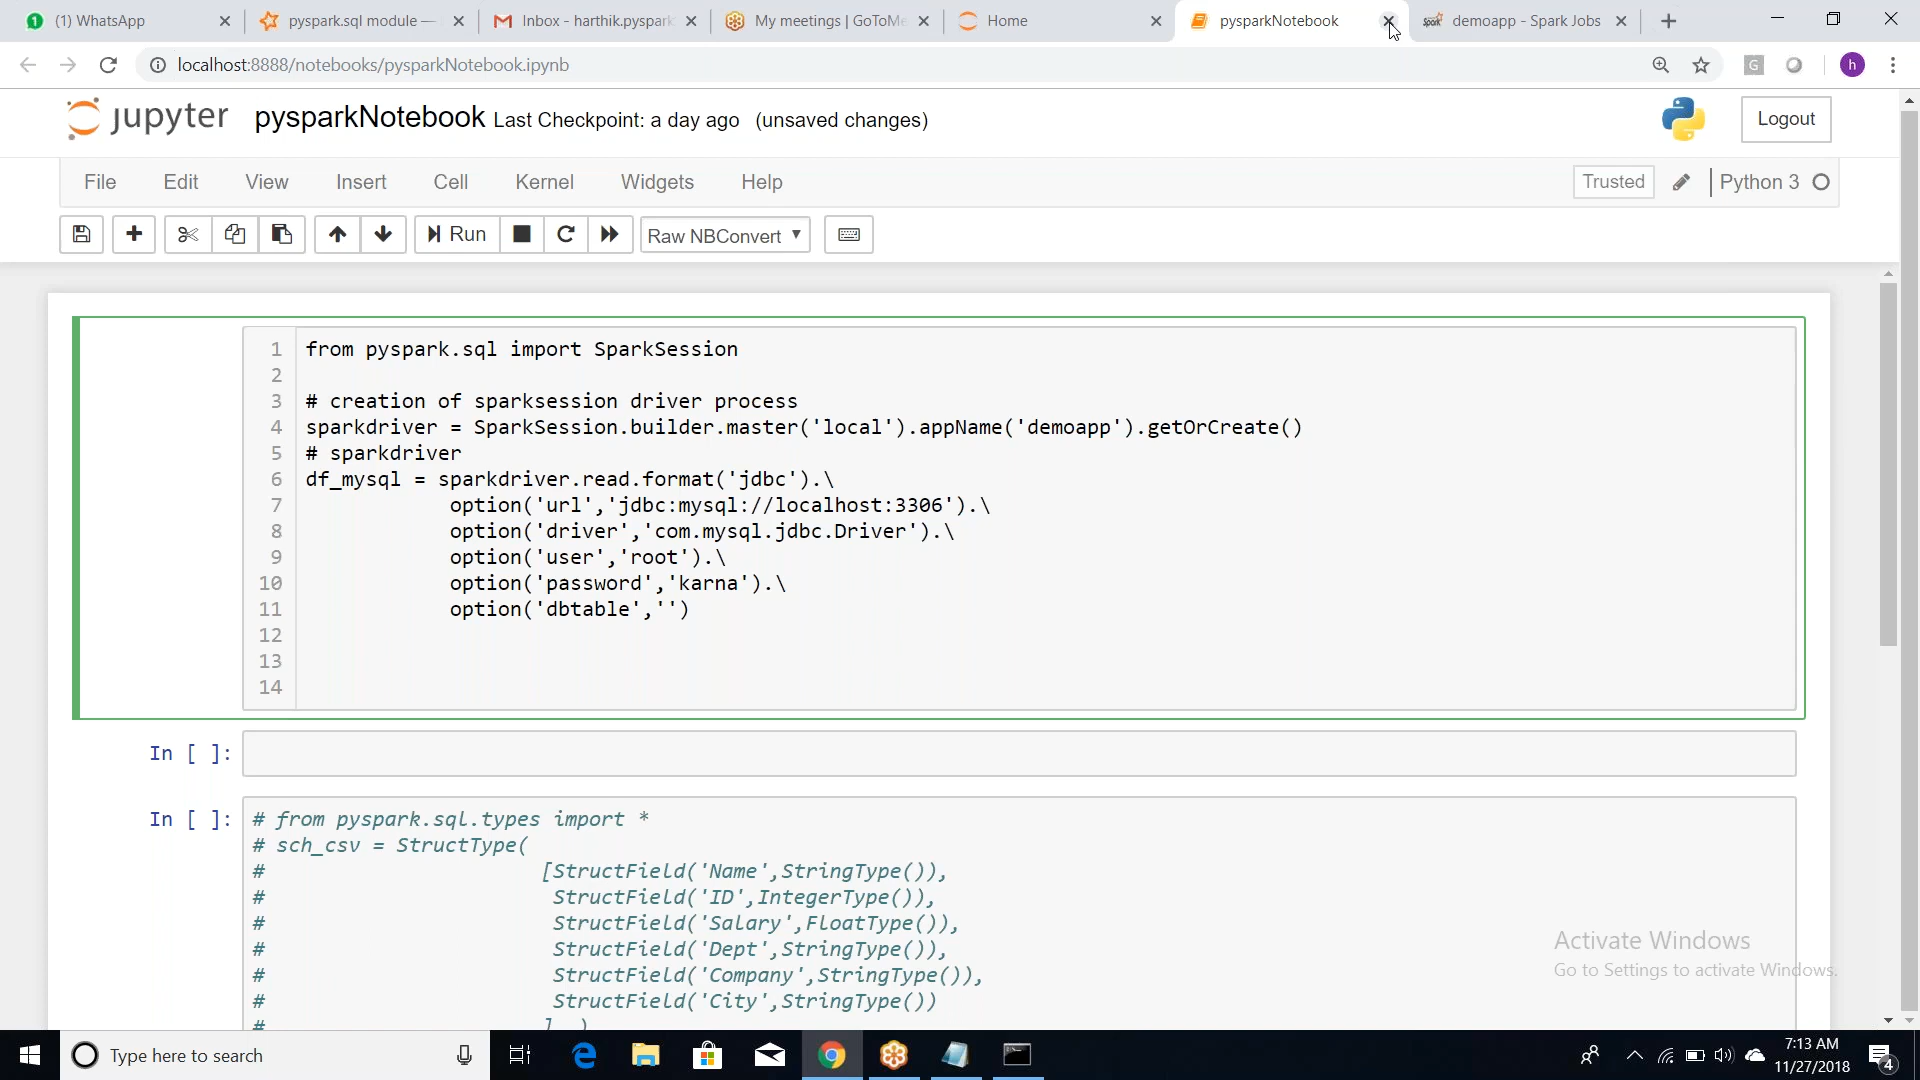 (1) WhatsApp
pyspark.sql module —
Inbox - harthik.pyspark
My meetings | GoToMe
Home
pysparkNotebook
demoapp - Spark Jobs
localhost:8888/notebooks/pysparkNotebook.ipynb
G
h
jupyter pysparkNotebook Last Checkpoint: a day ago (unsaved changes)
Logout
File Edit View Insert Cell Kernel Widgets Help
Trusted
Python 3
Run
Raw NBConvert
1 from pyspark.sql import SparkSession
2
3 # creation of sparksession driver process
4 sparkdriver = SparkSession.builder.master('local').appName('demoapp').getOrCreate()
5 # sparkdriver
6 df_mysql = sparkdriver.read.format('jdbc').\
7 option('url','jdbc:mysql://localhost:3306').\
8 option('driver','com.mysql.jdbc.Driver').\
9 option('user','root').\
10 option('password','karna').\
11 option('dbtable','')
12
13
14
In [ ]:
In [ ]: # from pyspark.sql.types import *
# sch_csv = StructType(
# [StructField('Name',StringType()),
# StructField('ID',IntegerType()),
# StructField('Salary',FloatType()),
# StructField('Dept',StringType()),
# StructField('Company',StringType()),
# StructField('City',StringType())
# ] )
Activate Windows
Go to Settings to activate Windows.
Type here to search
7:13 AM
11/27/2018
4